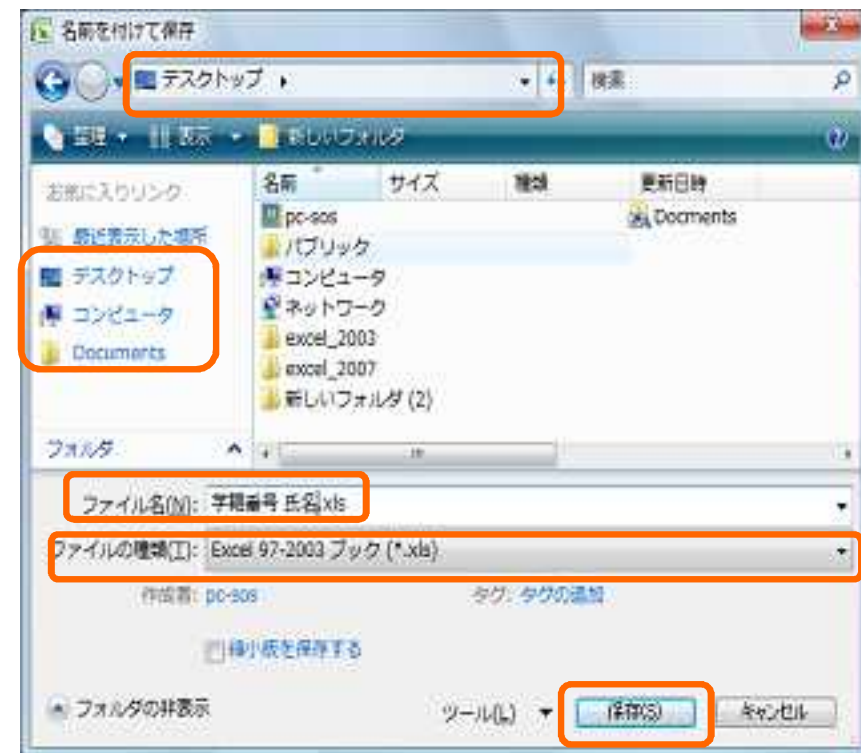 名前を付けて保存
デスクトップ
検索
整理 表示 新しいフォルダ
お気に入りリンク
最近表示した場所
デスクトップ
コンピュータ
Documents
フォルダ
名前 サイズ 種類 更新日時
pc-sos Docments
パブリック
コンピュータ
ネットワーク
excel_2003
excel_2007
新しいフォルダ (2)
ファイル名(N): 学籍番号 氏名.xls
ファイルの種類(T): Excel 97-2003 ブック (*.xls)
作成者: pc-sos タグ: タグの追加
縮小版を保存する
フォルダの非表示 ツール(L) 保存(S) キャンセル